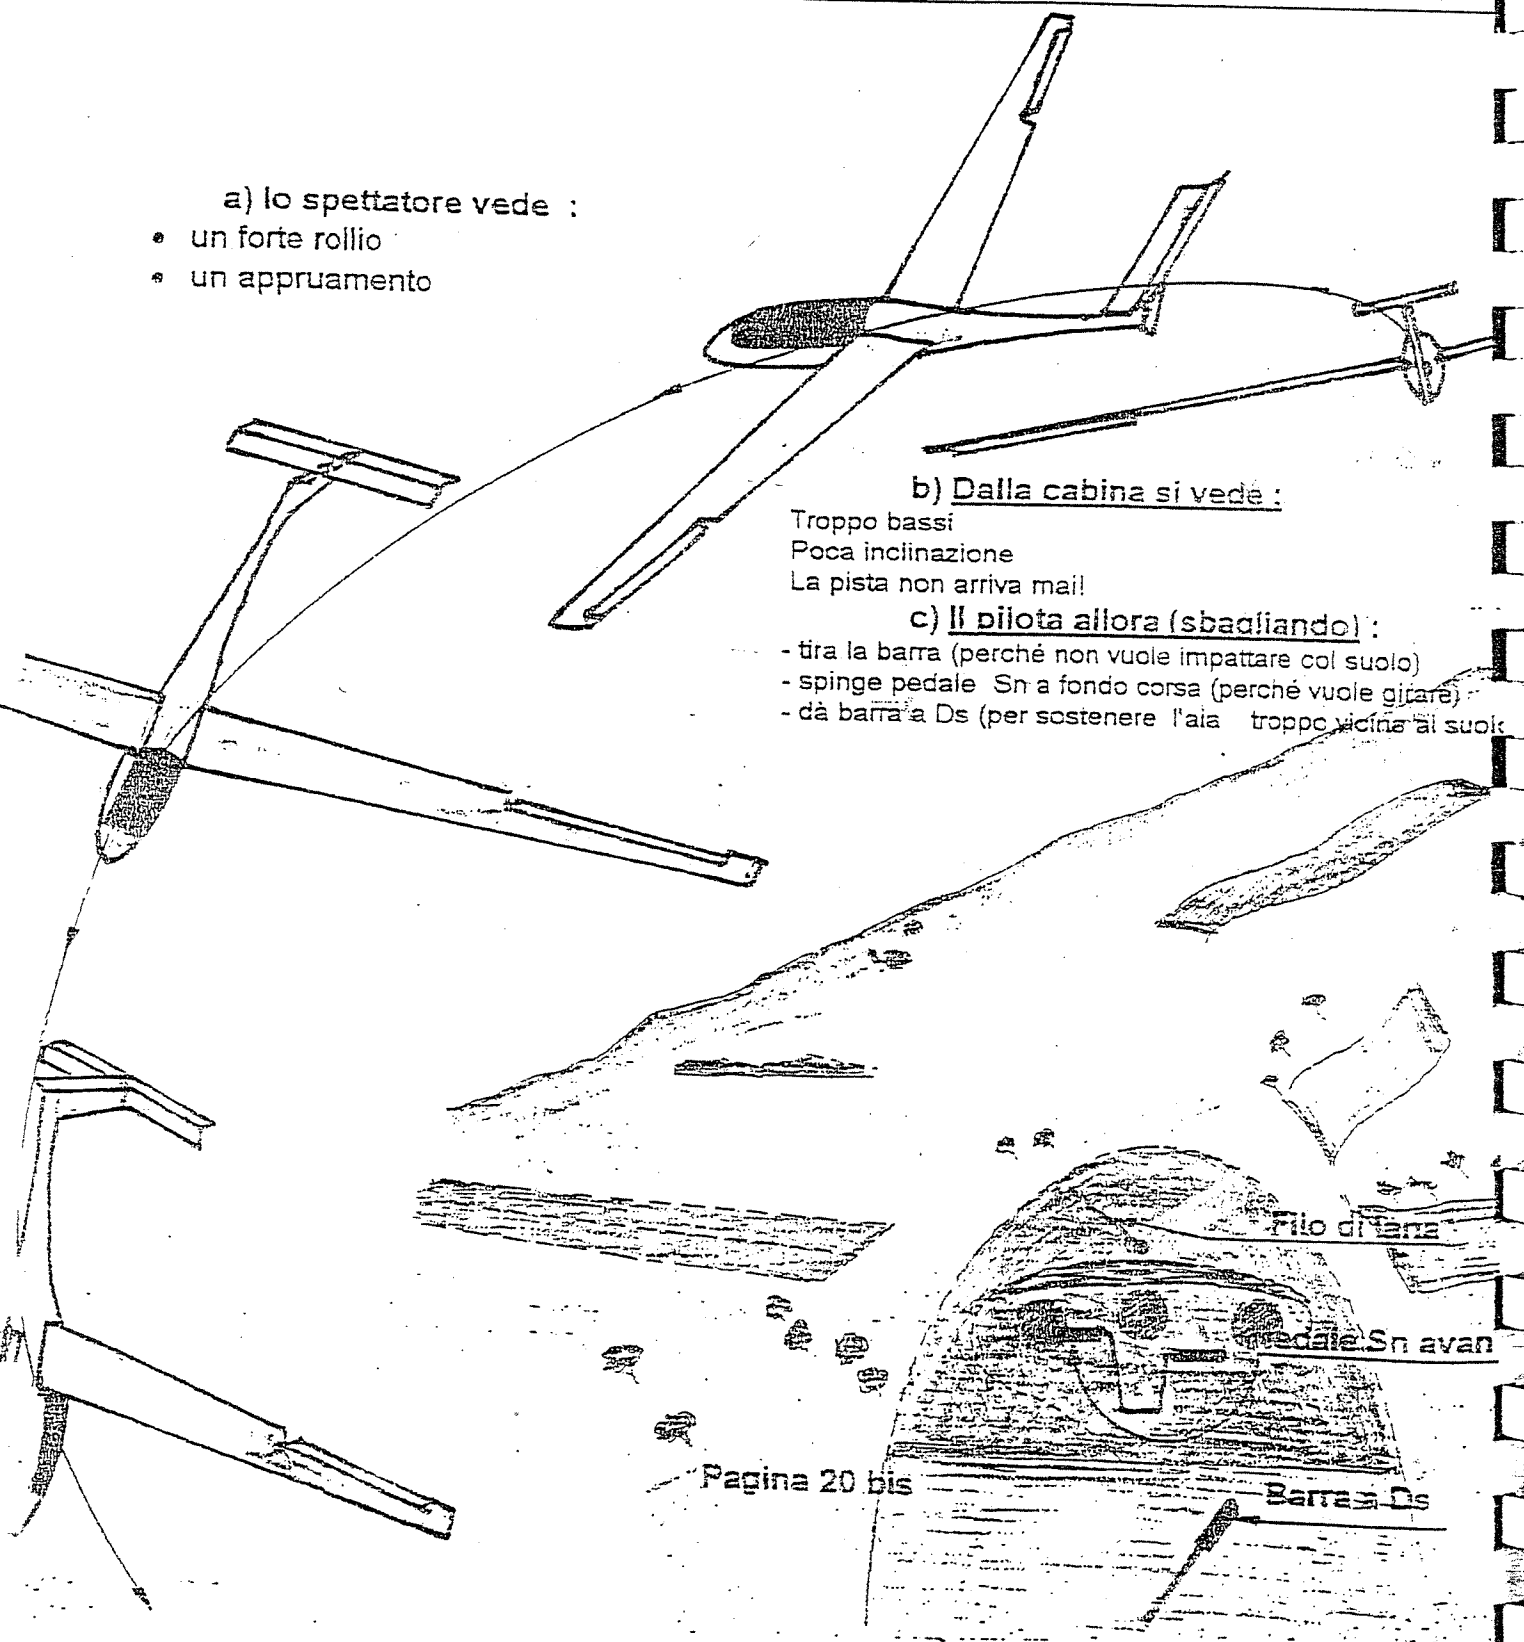 a) lo spettatore vede :
• un forte rollio
• un appruamento
b) Dalla cabina si vede :
Troppo bassi
Poca inclinazione
La pista non arriva mai!
c) Il pilota allora (sbagliando) :
- tira la barra (perché non vuole impattare col suolo)
- spinge pedale Sn a fondo corsa (perché vuole girare)
- dà barra a Ds (per sostenere l'ala troppo vicina al suolo
Filo di lana
edale Sn avan
Pagina 20 bis
Barra a Ds